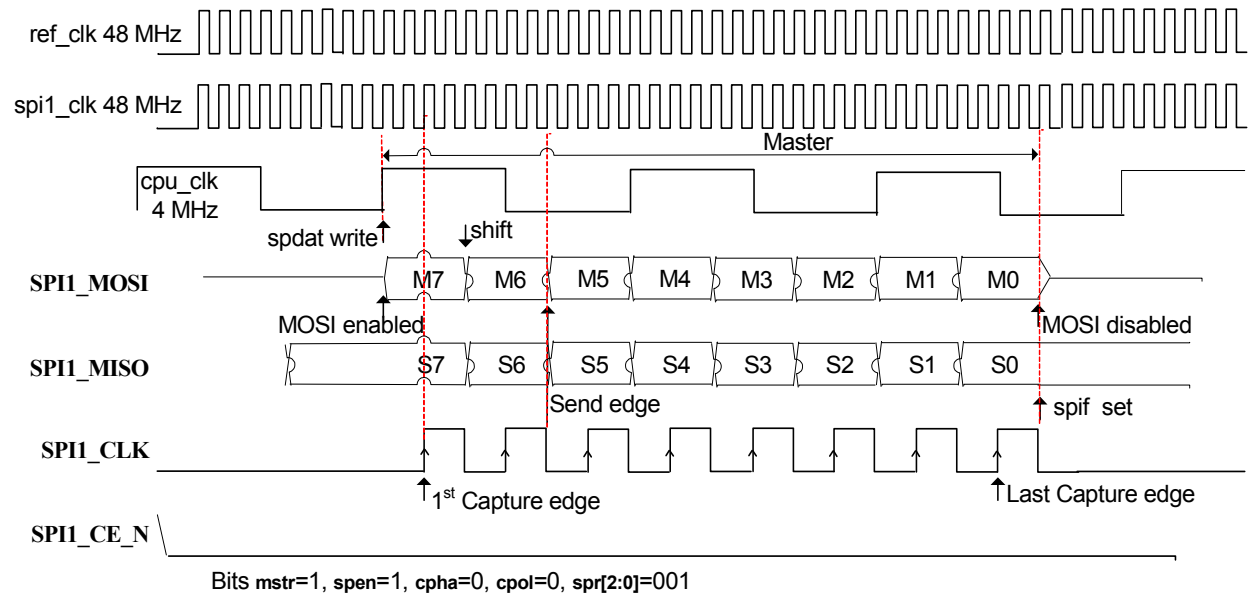 ref_clk 48 MHz
spi1_clk 48 MHz
Master
cpu_clk
4 MHz
spdat write
shift
SPI1_MOSI
M7 M6 M5 M4 M3 M2 M1 M0
MOSI enabled
MOSI disabled
SPI1_MISO
S7 S6 S5 S4 S3 S2 S1 S0
Send edge
spif set
SPI1_CLK
1st Capture edge
Last Capture edge
SPI1_CE_N
Bits mstr=1, spen=1, cpha=0, cpol=0, spr[2:0]=001